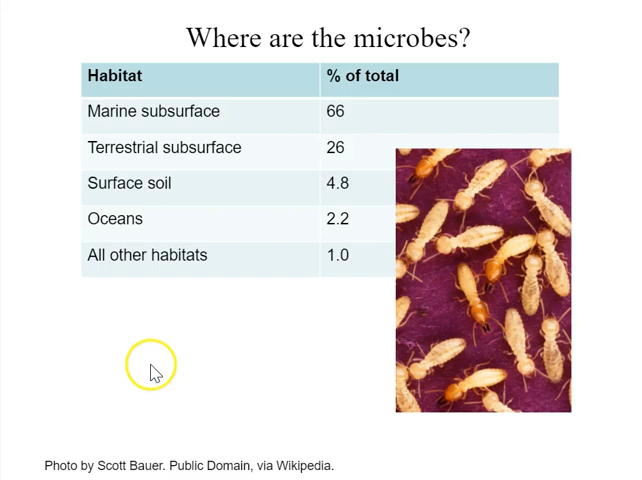 Where are the microbes?
Habitat % of total
Marine subsurface 66
Terrestrial subsurface 26
Surface soil 4.8
Oceans 2.2
All other habitats 1.0
Photo by Scott Bauer. Public Domain, via Wikipedia.